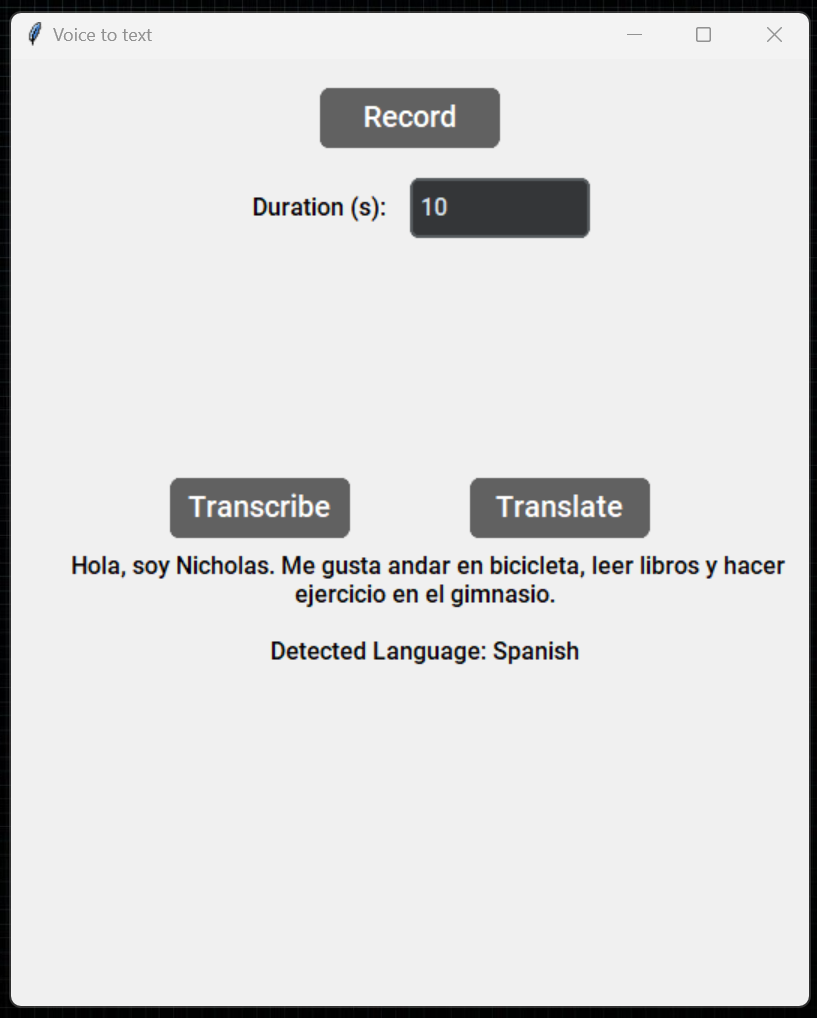 Voice to text
Record
Duration (s): 10
Transcribe Translate
Hola, soy Nicholas. Me gusta andar en bicicleta, leer libros y hacer
ejercicio en el gimnasio.
Detected Language: Spanish